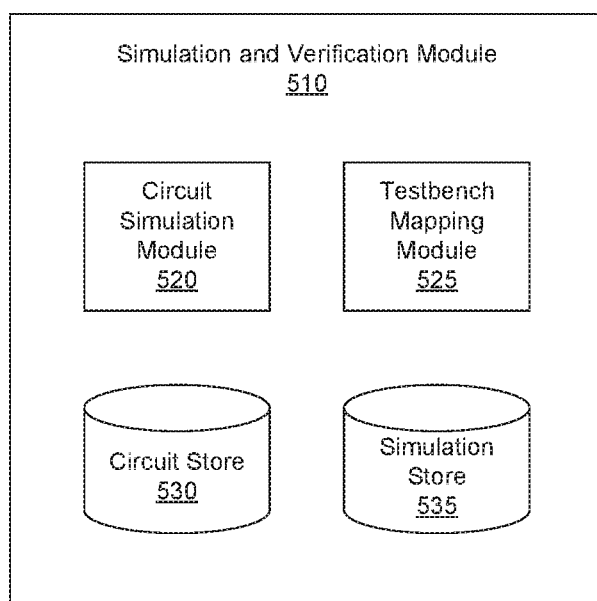 Simulation and Verification Module
510
Circuit
Simulation
Module
520
Testbench
Mapping
Module
525
Circuit Store
530
Simulation
Store
535